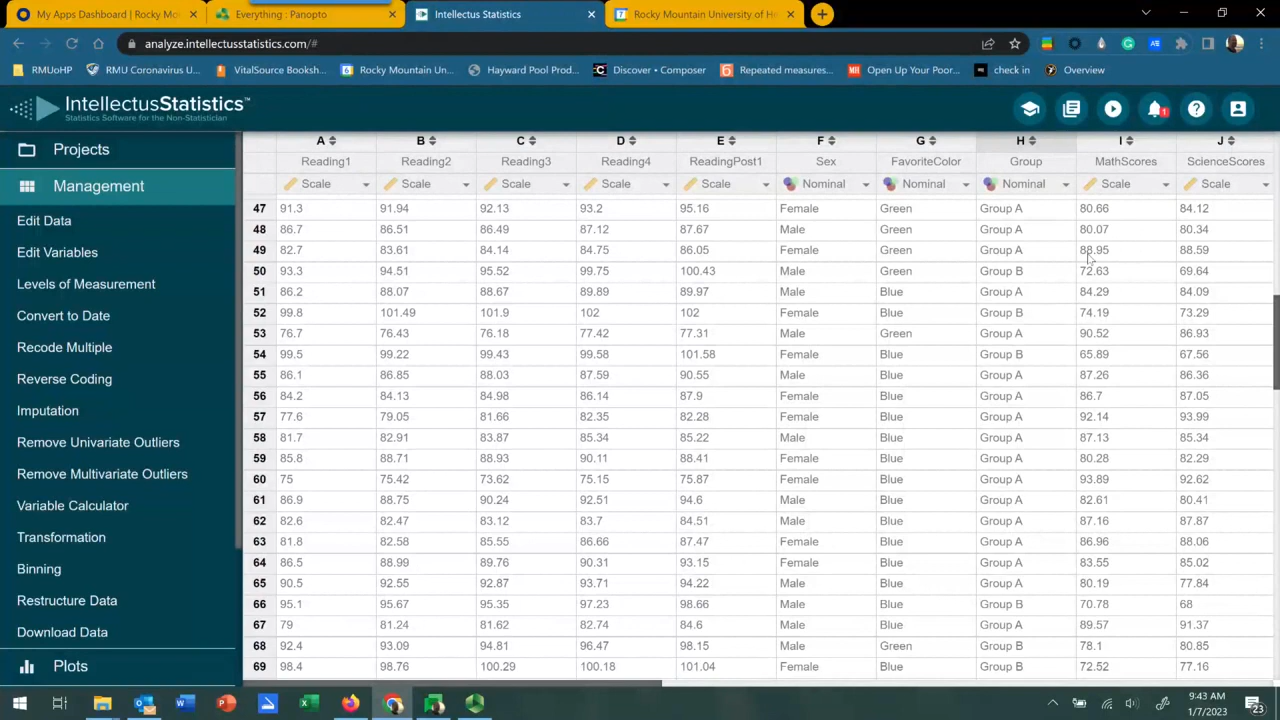 My Apps Dashboard | Rocky Mo
Everything : Panopto
Intellectus Statistics
Rocky Mountain University of He
analyze.intellectusstatistics.com/#
RMUoHP
RMU Coronavirus U...
VitalSource Booksh...
Rocky Mountain Un...
Hayward Pool Prod...
Discover • Composer
Repeated measures...
Open Up Your Poor...
check in
Overview
IntellectusStatistics™
Statistics Software for the Non-Statistician
1
Projects
Management
Edit Data
Edit Variables
Levels of Measurement
Convert to Date
Recode Multiple
Reverse Coding
Imputation
Remove Univariate Outliers
Remove Multivariate Outliers
Variable Calculator
Transformation
Binning
Restructure Data
Download Data
Plots
A B C D E F G H I J
Reading1 Reading2 Reading3 Reading4 ReadingPost1 Sex FavoriteColor Group MathScores ScienceScores
Scale Scale Scale Scale Scale Nominal Nominal Nominal Scale Scale
47 91.3 91.94 92.13 93.2 95.16 Female Green Group A 80.66 84.12
48 86.7 86.51 86.49 87.12 87.67 Male Green Group A 80.07 80.34
49 82.7 83.61 84.14 84.75 86.05 Female Green Group A 88.95 88.59
50 93.3 94.51 95.52 99.75 100.43 Male Green Group B 72.63 69.64
51 86.2 88.07 88.67 89.89 89.97 Male Blue Group A 84.29 84.09
52 99.8 101.49 101.9 102 102 Female Blue Group B 74.19 73.29
53 76.7 76.43 76.18 77.42 77.31 Male Green Group A 90.52 86.93
54 99.5 99.22 99.43 99.58 101.58 Female Blue Group B 65.89 67.56
55 86.1 86.85 88.03 87.59 90.55 Male Blue Group A 87.26 86.36
56 84.2 84.13 84.98 86.14 87.9 Female Blue Group A 86.7 87.05
57 77.6 79.05 81.66 82.35 82.28 Female Blue Group A 92.14 93.99
58 81.7 82.91 83.87 85.34 85.22 Male Blue Group A 87.13 85.34
59 85.8 88.71 88.93 90.11 88.41 Female Blue Group A 80.28 82.29
60 75 75.42 73.62 75.15 75.87 Female Blue Group A 93.89 92.62
61 86.9 88.75 90.24 92.51 94.6 Male Blue Group A 82.61 80.41
62 82.6 82.47 83.12 83.7 84.51 Male Blue Group A 87.16 87.87
63 81.8 82.58 85.55 86.66 87.47 Male Blue Group A 86.96 88.06
64 86.5 88.99 89.76 90.31 93.15 Female Blue Group A 83.55 85.02
65 90.5 92.55 92.87 93.71 94.22 Male Blue Group A 80.19 77.84
66 95.1 95.67 95.35 97.23 98.66 Male Blue Group B 70.78 68
67 79 81.24 81.62 82.74 84.6 Male Blue Group A 89.57 91.37
68 92.4 93.09 94.81 96.47 98.15 Male Green Group B 78.1 80.85
69 98.4 98.76 100.29 100.18 101.04 Female Blue Group B 72.52 77.16
9:43 AM
1/7/2023
23